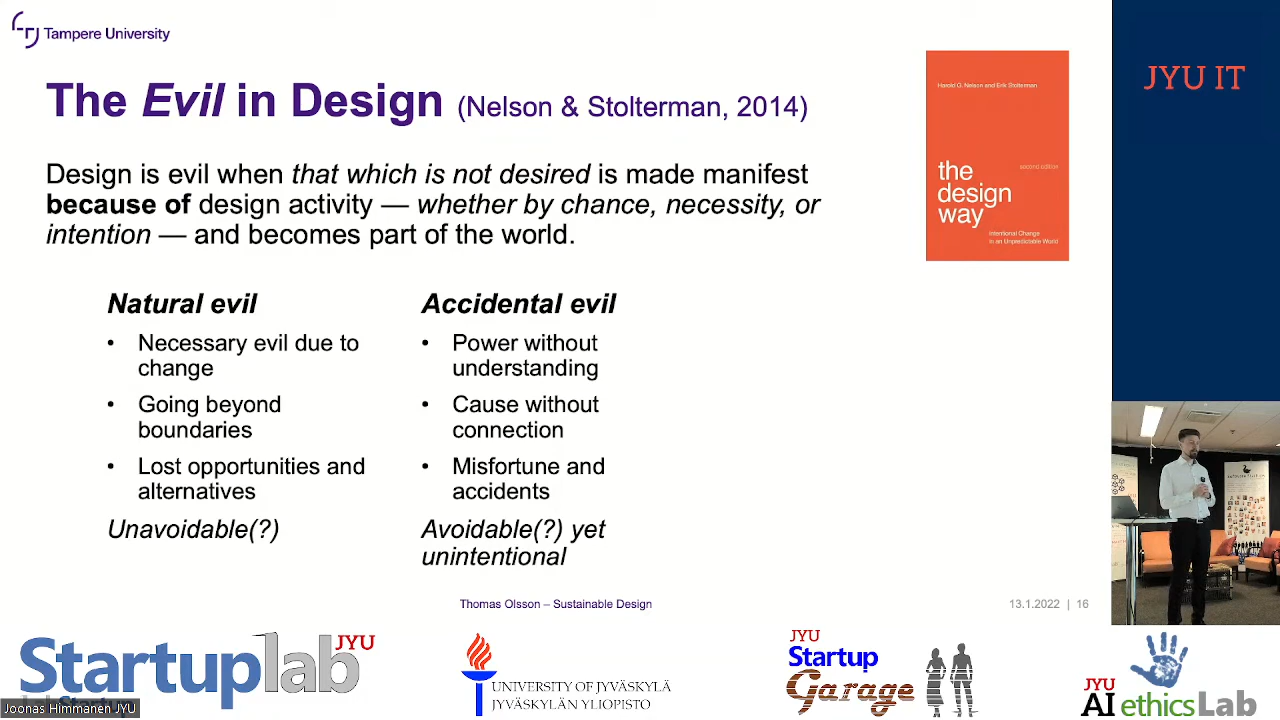 Tampere University
JYU IT
The Evil in Design (Nelson & Stolterman, 2014)
Harold G. Nelson and Erik Stolterman
second edition
the
design
way
Intentional Change
in an Unpredictable World
Design is evil when that which is not desired is made manifest
because of design activity — whether by chance, necessity, or
intention — and becomes part of the world.
Natural evil
• Necessary evil due to
change
• Going beyond
boundaries
• Lost opportunities and
alternatives
Unavoidable(?)
Accidental evil
• Power without
understanding
• Cause without
connection
• Misfortune and
accidents
Avoidable(?) yet
unintentional
Thomas Olsson – Sustainable Design
13.1.2022 | 16
Startuplab JYU
UNIVERSITY OF JYVÄSKYLÄ
JYVÄSKYLÄN YLIOPISTO
JYU
Startup
Garage
JYU
AI ethicsLab
Joonas Himmanen JYU